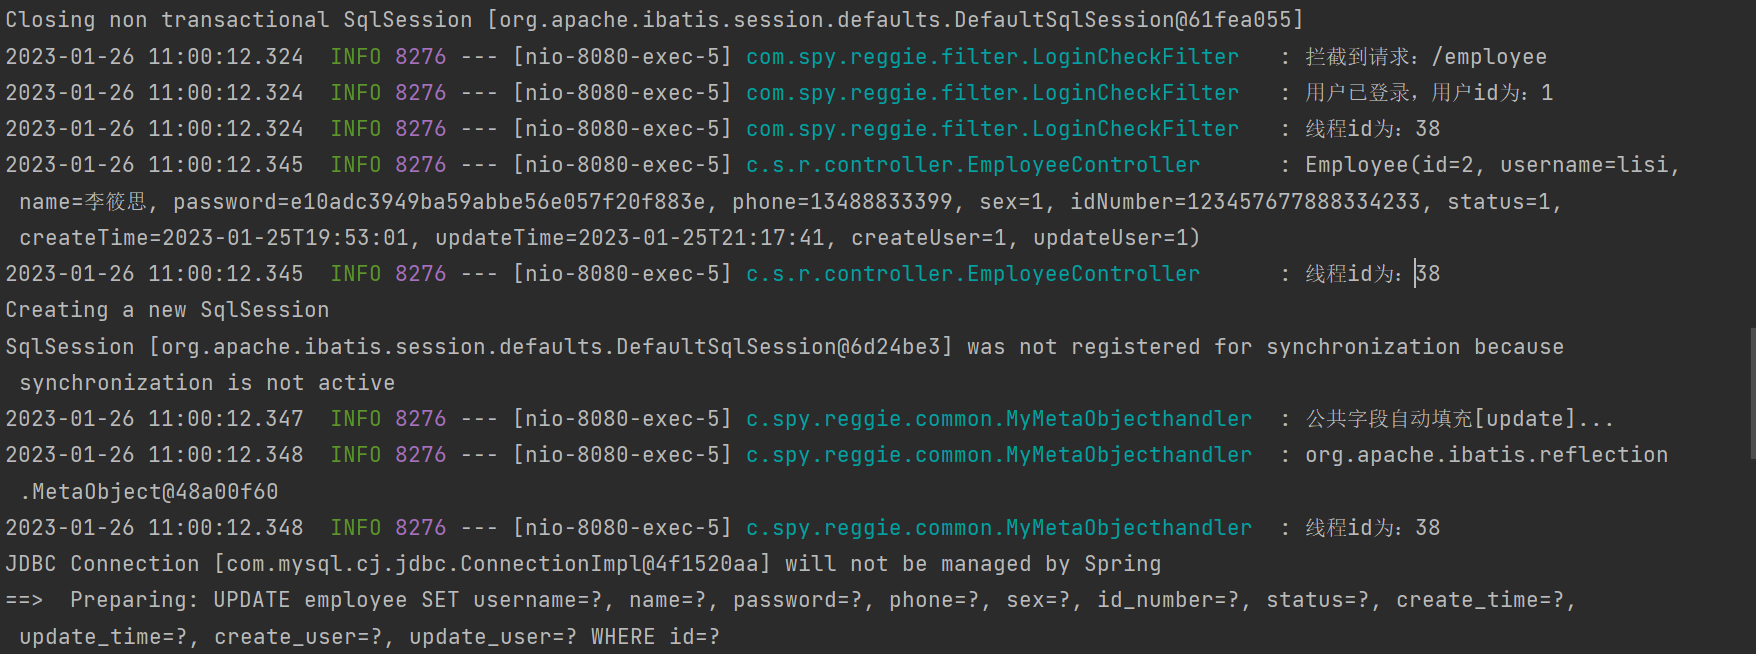 Closing non transactional SqlSession [org.apache.ibatis.session.defaults.DefaultSqlSession@61fea055]
2023-01-26 11:00:12.324  INFO 8276 --- [nio-8080-exec-5] com.spy.reggie.filter.LoginCheckFilter   : 拦截到请求：/employee
2023-01-26 11:00:12.324  INFO 8276 --- [nio-8080-exec-5] com.spy.reggie.filter.LoginCheckFilter   : 用户已登录，用户id为：1
2023-01-26 11:00:12.324  INFO 8276 --- [nio-8080-exec-5] com.spy.reggie.filter.LoginCheckFilter   : 线程id为：38
2023-01-26 11:00:12.345  INFO 8276 --- [nio-8080-exec-5] c.s.r.controller.EmployeeController      : Employee(id=2, username=lisi,
name=李筱思, password=e10adc3949ba59abbe56e057f20f883e, phone=13488833399, sex=1, idNumber=123457677888334233, status=1,
createTime=2023-01-25T19:53:01, updateTime=2023-01-25T21:17:41, createUser=1, updateUser=1)
2023-01-26 11:00:12.345  INFO 8276 --- [nio-8080-exec-5] c.s.r.controller.EmployeeController      : 线程id为：38
Creating a new SqlSession
SqlSession [org.apache.ibatis.session.defaults.DefaultSqlSession@6d24be3] was not registered for synchronization because
synchronization is not active
2023-01-26 11:00:12.347  INFO 8276 --- [nio-8080-exec-5] c.spy.reggie.common.MyMetaObjecthandler  : 公共字段自动填充[update]...
2023-01-26 11:00:12.348  INFO 8276 --- [nio-8080-exec-5] c.spy.reggie.common.MyMetaObjecthandler  : org.apache.ibatis.reflection
.MetaObject@48a00f60
2023-01-26 11:00:12.348  INFO 8276 --- [nio-8080-exec-5] c.spy.reggie.common.MyMetaObjecthandler  : 线程id为：38
JDBC Connection [com.mysql.cj.jdbc.ConnectionImpl@4f1520aa] will not be managed by Spring
==>  Preparing: UPDATE employee SET username=?, name=?, password=?, phone=?, sex=?, id_number=?, status=?, create_time=?,
update_time=?, create_user=?, update_user=? WHERE id=?